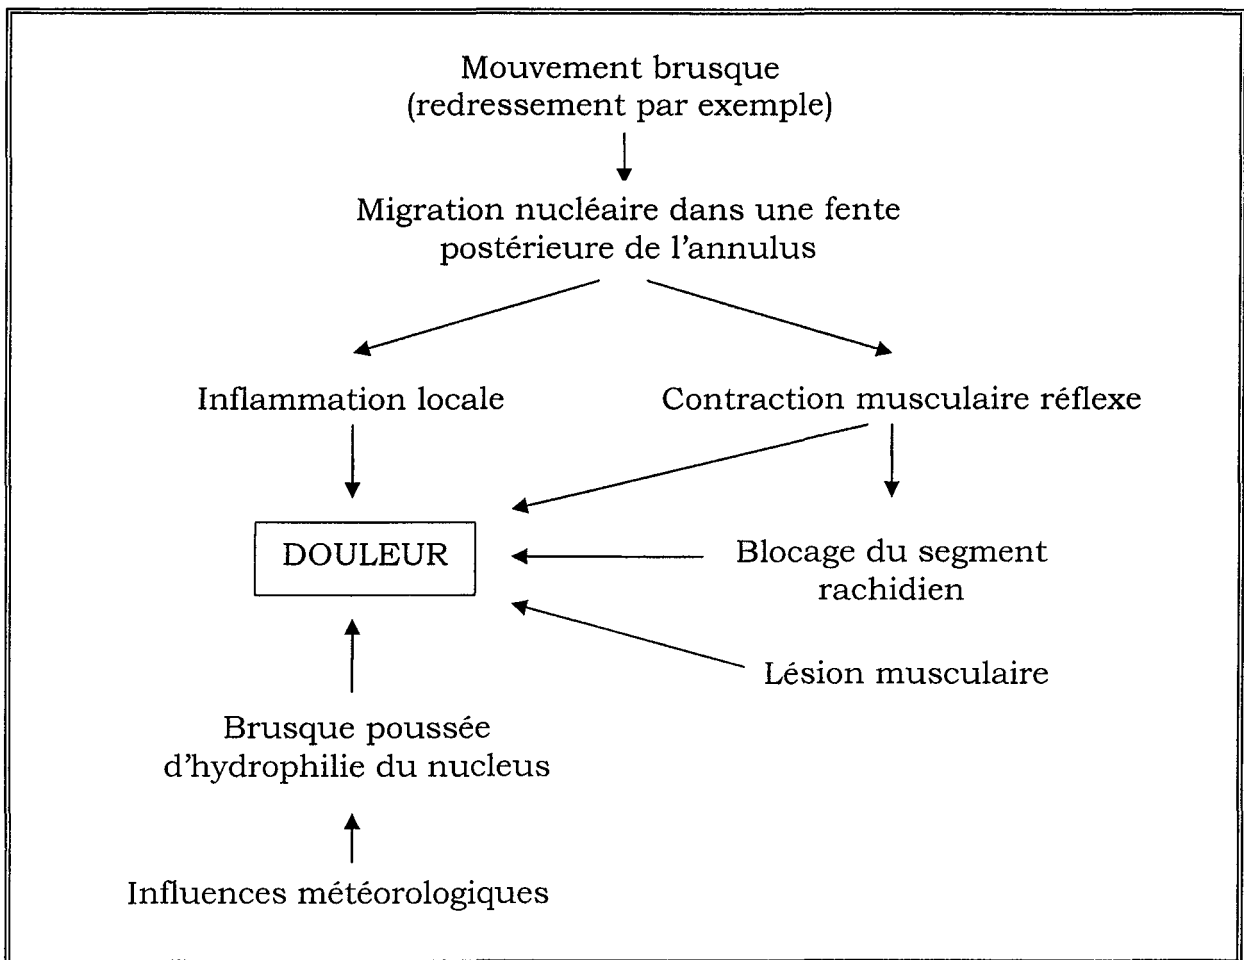 Mouvement brusque
(redressement par exemple)
Migration nucléaire dans une fente
postérieure de l'annulus
Inflammation locale
Contraction musculaire réflexe
DOULEUR
Blocage du segment
rachidien
Lésion musculaire
Brusque poussée
d'hydrophilie du nucleus
Influences météorologiques